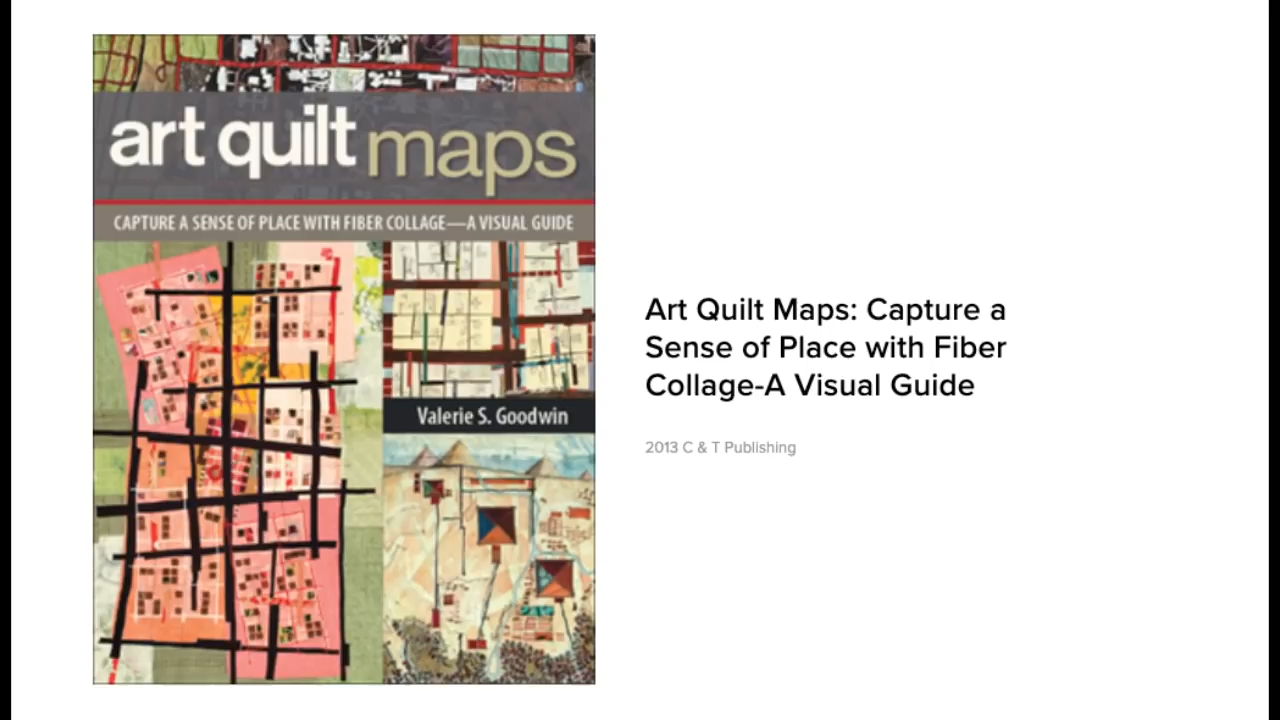 art quilt maps
CAPTURE A SENSE OF PLACE WITH FIBER COLLAGE—A VISUAL GUIDE
Valerie S. Goodwin
Art Quilt Maps: Capture a
Sense of Place with Fiber
Collage-A Visual Guide
2013 C & T Publishing